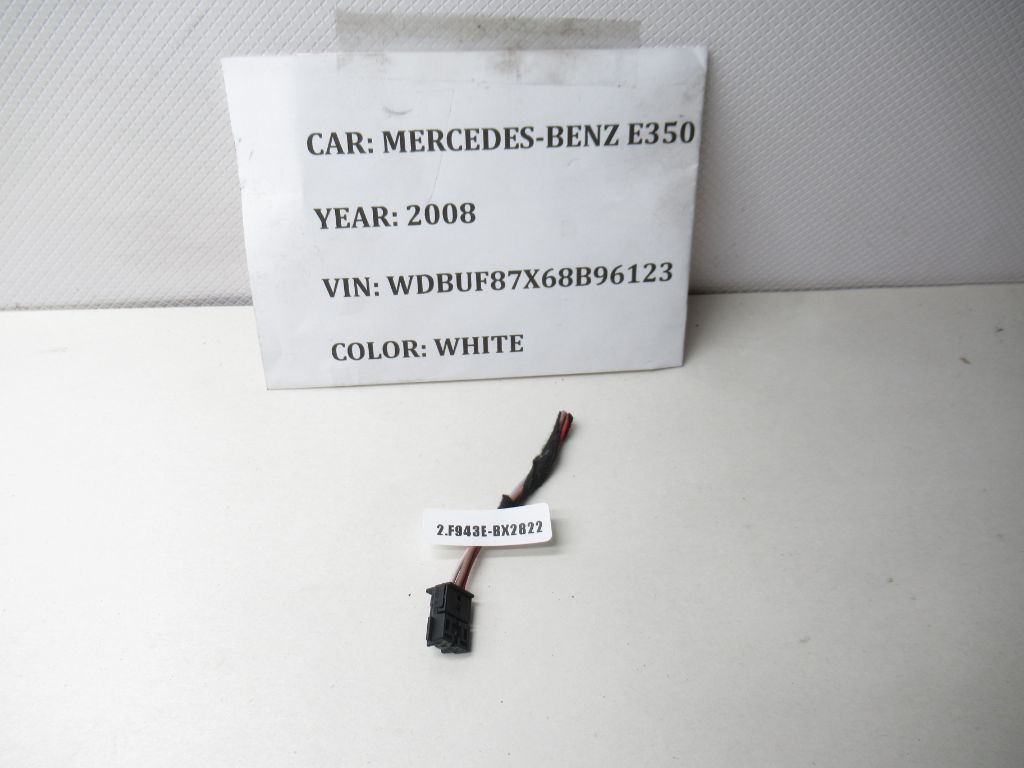 CAR: MERCEDES-BENZ E350
YEAR: 2008
VIN: WDBUF87X68B96123
COLOR: WHITE
2.F943E-BX2822